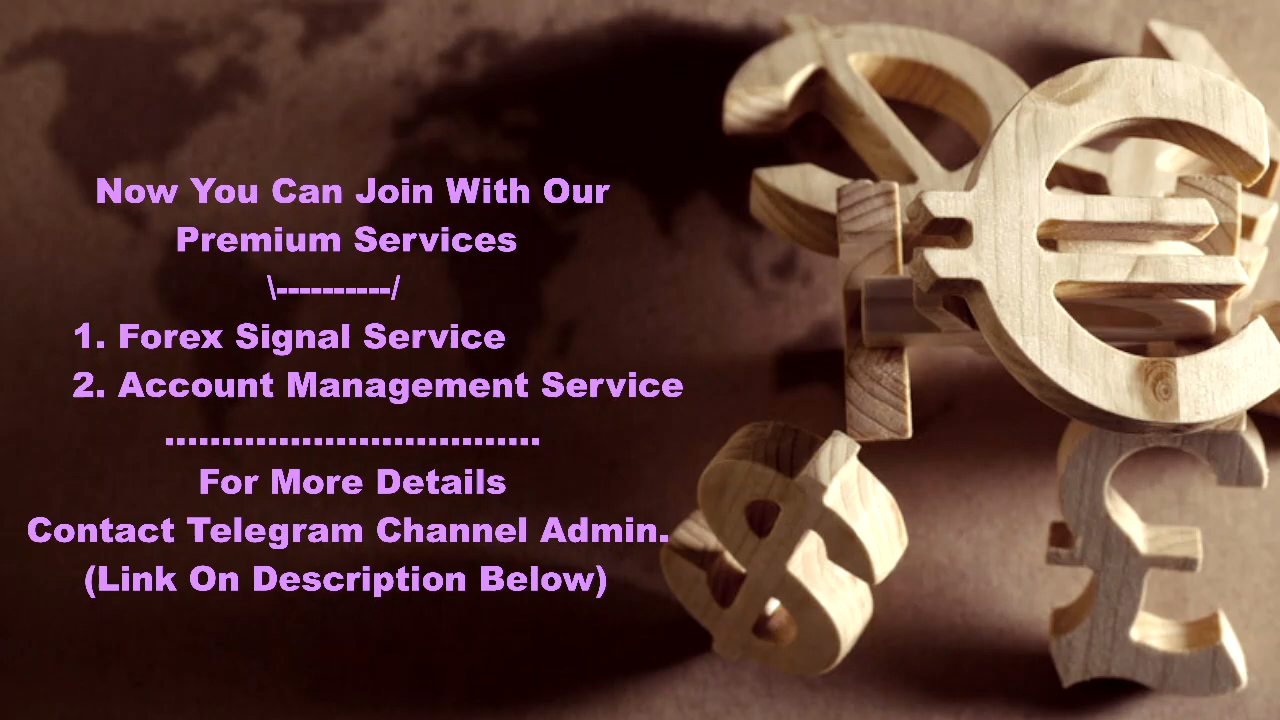 Now You Can Join With Our
Premium Services
\----------/
1. Forex Signal Service
2. Account Management Service
.................................
For More Details
Contact Telegram Channel Admin.
(Link On Description Below)